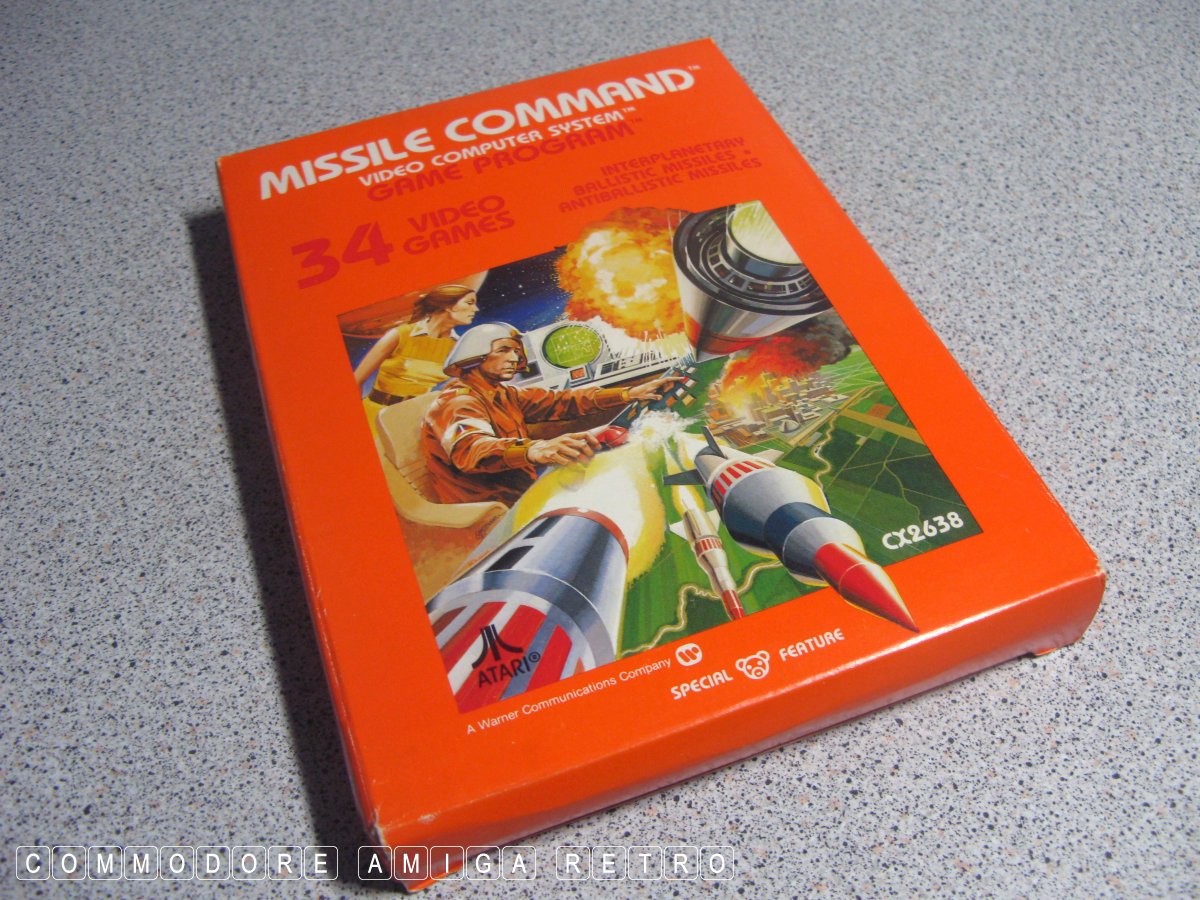 MISSILE COMMAND™
VIDEO COMPUTER SYSTEM™
GAME PROGRAM™
34 VIDEO
GAMES
INTERPLANETARY
BALLISTIC MISSILES •
ANTIBALLISTIC MISSILES
CX2638
ATARI®
A Warner Communications Company
SPECIAL FEATURE
COMMODORE AMIGA RETRO